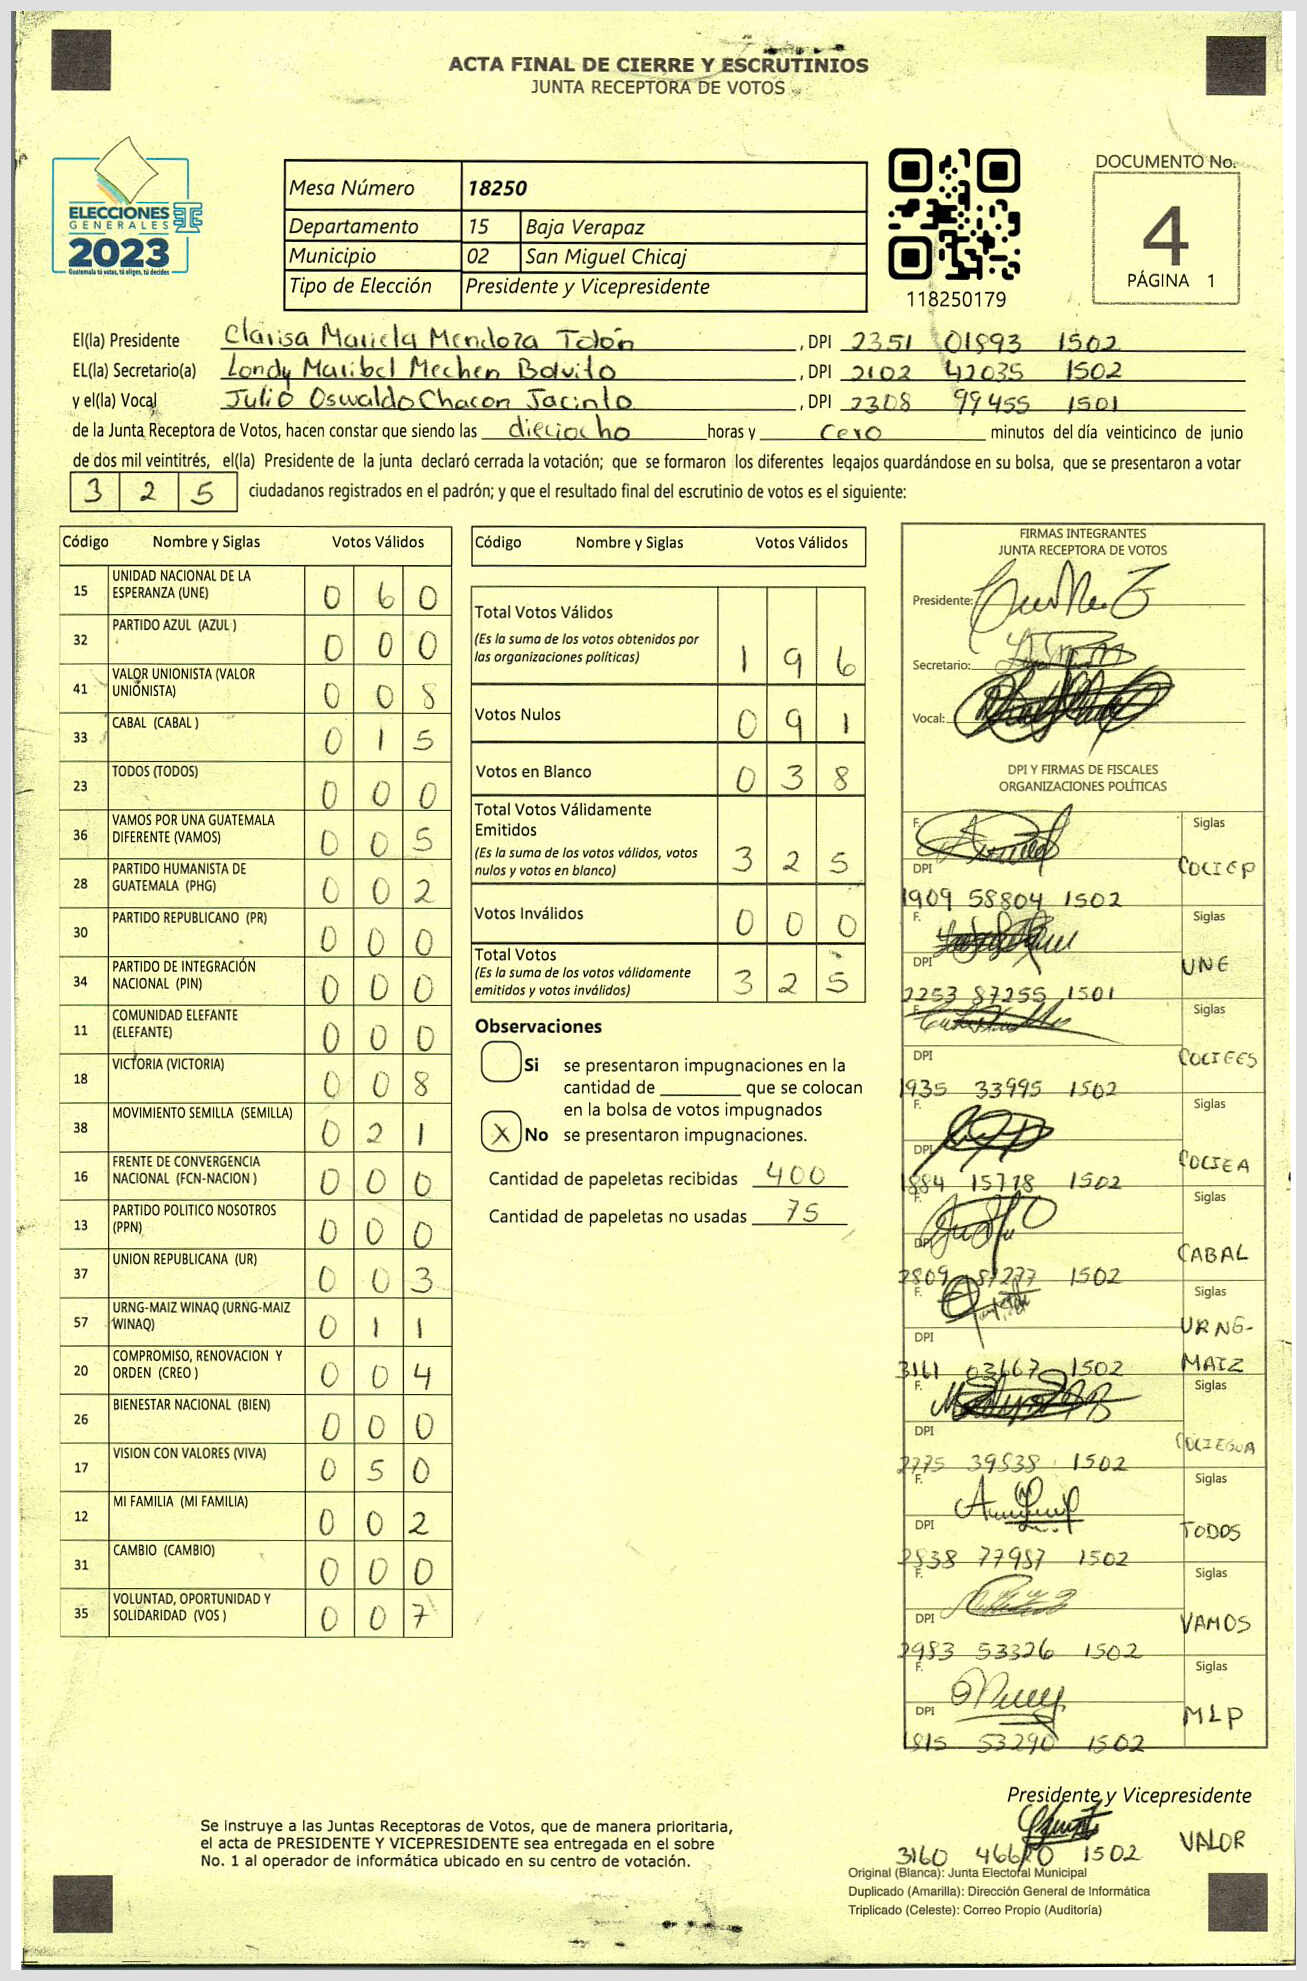 ACTA FINAL DE CIERRE Y ESCRUTINIOS
JUNTA RECEPTORA DE VOTOS
ELECCIONES
GENERALES
2023
Guatemala tú votas, tú eliges, tú decides
Mesa Número 18250
Departamento 15 Baja Verapaz
Municipio 02 San Miguel Chicaj
Tipo de Elección Presidente y Vicepresidente
118250179
DOCUMENTO No.
4
PÁGINA 1
El(la) Presidente Clarisa Mariela Mendoza Tolón, DPI 2351 01893 1502
EL(la) Secretario(a) Londy Maribel Mechen Bolvito, DPI 2102 42035 1502
y el(la) Vocal Julio Oswaldo Chacon Jacinto, DPI 2308 99455 1501
de la Junta Receptora de Votos, hacen constar que siendo las dieciocho horas y cero minutos del día veinticinco de junio
de dos mil veintitrés, el(la) Presidente de la junta declaró cerrada la votación; que se formaron los diferentes legajos guardándose en su bolsa, que se presentaron a votar
3 2 5 ciudadanos registrados en el padrón; y que el resultado final del escrutinio de votos es el siguiente:
Código Nombre y Siglas Votos Válidos
15 UNIDAD NACIONAL DE LA
ESPERANZA (UNE) 0 6 0
32 PARTIDO AZUL (AZUL ) 0 0 0
41 VALOR UNIONISTA (VALOR
UNIONISTA) 0 0 8
33 CABAL (CABAL ) 0 1 5
23 TODOS (TODOS) 0 0 0
36 VAMOS POR UNA GUATEMALA
DIFERENTE (VAMOS) 0 0 5
28 PARTIDO HUMANISTA DE
GUATEMALA (PHG) 0 0 2
30 PARTIDO REPUBLICANO (PR) 0 0 0
34 PARTIDO DE INTEGRACIÓN
NACIONAL (PIN) 0 0 0
11 COMUNIDAD ELEFANTE
(ELEFANTE) 0 0 0
18 VICTORIA (VICTORIA) 0 0 8
38 MOVIMIENTO SEMILLA (SEMILLA) 0 2 1
16 FRENTE DE CONVERGENCIA
NACIONAL (FCN-NACION ) 0 0 0
13 PARTIDO POLITICO NOSOTROS
(PPN) 0 0 0
37 UNION REPUBLICANA (UR) 0 0 3
57 URNG-MAIZ WINAQ (URNG-MAIZ
WINAQ) 0 1 1
20 COMPROMISO, RENOVACION Y
ORDEN (CREO ) 0 0 4
26 BIENESTAR NACIONAL (BIEN) 0 0 0
17 VISION CON VALORES (VIVA) 0 5 0
12 MI FAMILIA (MI FAMILIA) 0 0 2
31 CAMBIO (CAMBIO) 0 0 0
35 VOLUNTAD, OPORTUNIDAD Y
SOLIDARIDAD (VOS ) 0 0 7
Código Nombre y Siglas Votos Válidos
Total Votos Válidos
(Es la suma de los votos obtenidos por
las organizaciones políticas) 1 9 6
Votos Nulos 0 9 1
Votos en Blanco 0 3 8
Total Votos Válidamente
Emitidos
(Es la suma de los votos válidos, votos
nulos y votos en blanco) 3 2 5
Votos Inválidos 0 0 0
Total Votos
(Es la suma de los votos válidamente
emitidos y votos inválidos) 3 2 5
Observaciones
Si se presentaron impugnaciones en la
cantidad de ________ que se colocan
en la bolsa de votos impugnados
X No se presentaron impugnaciones.
Cantidad de papeletas recibidas 400
Cantidad de papeletas no usadas 75
FIRMAS INTEGRANTES
JUNTA RECEPTORA DE VOTOS
Presidente:
Secretario:
Vocal:
DPI Y FIRMAS DE FISCALES
ORGANIZACIONES POLÍTICAS
F. Siglas
DPI COCIEP
1909 58804 1502
F. Siglas
DPI UNE
2253 87255 1501
F. Siglas
DPI COCIEES
1935 33995 1502
F. Siglas
DPI COCIEA
1884 15778 1502
F. Siglas
DPI CABAL
2809 81277 1502
F. Siglas
DPI URNG-
MAIZ
3161 03667 1502
F. Siglas
DPI COCIEGUA
2775 39838 1502
F. Siglas
DPI TODOS
2838 77987 1502
F. Siglas
DPI VAMOS
2983 53326 1502
F. Siglas
DPI MLP
1815 53290 1502
Presidente y Vicepresidente
3160 1502 VALOR
Se instruye a las Juntas Receptoras de Votos, que de manera prioritaria,
el acta de PRESIDENTE Y VICEPRESIDENTE sea entregada en el sobre
No. 1 al operador de informática ubicado en su centro de votación.
Original (Blanca): Junta Electoral Municipal
Duplicado (Amarilla): Dirección General de Informática
Triplicado (Celeste): Correo Propio (Auditoría)